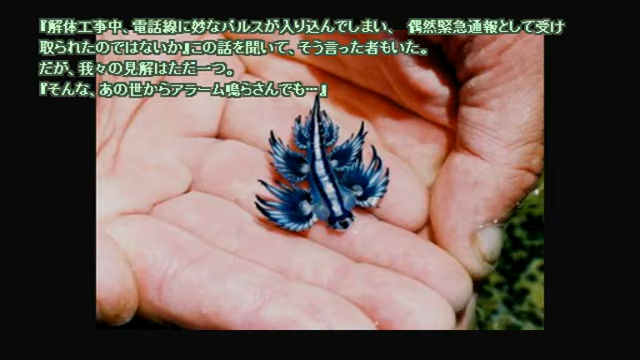 『解体工事中、電話線に妙なパルスが入り込んでしまい、　偶然緊急通報として受け
取られたのではないか』この話を聞いて、そう言った者もいた。
だが、我々の見解はただ一つ。
『そんな、あの世からアラーム鳴らさんでも…』